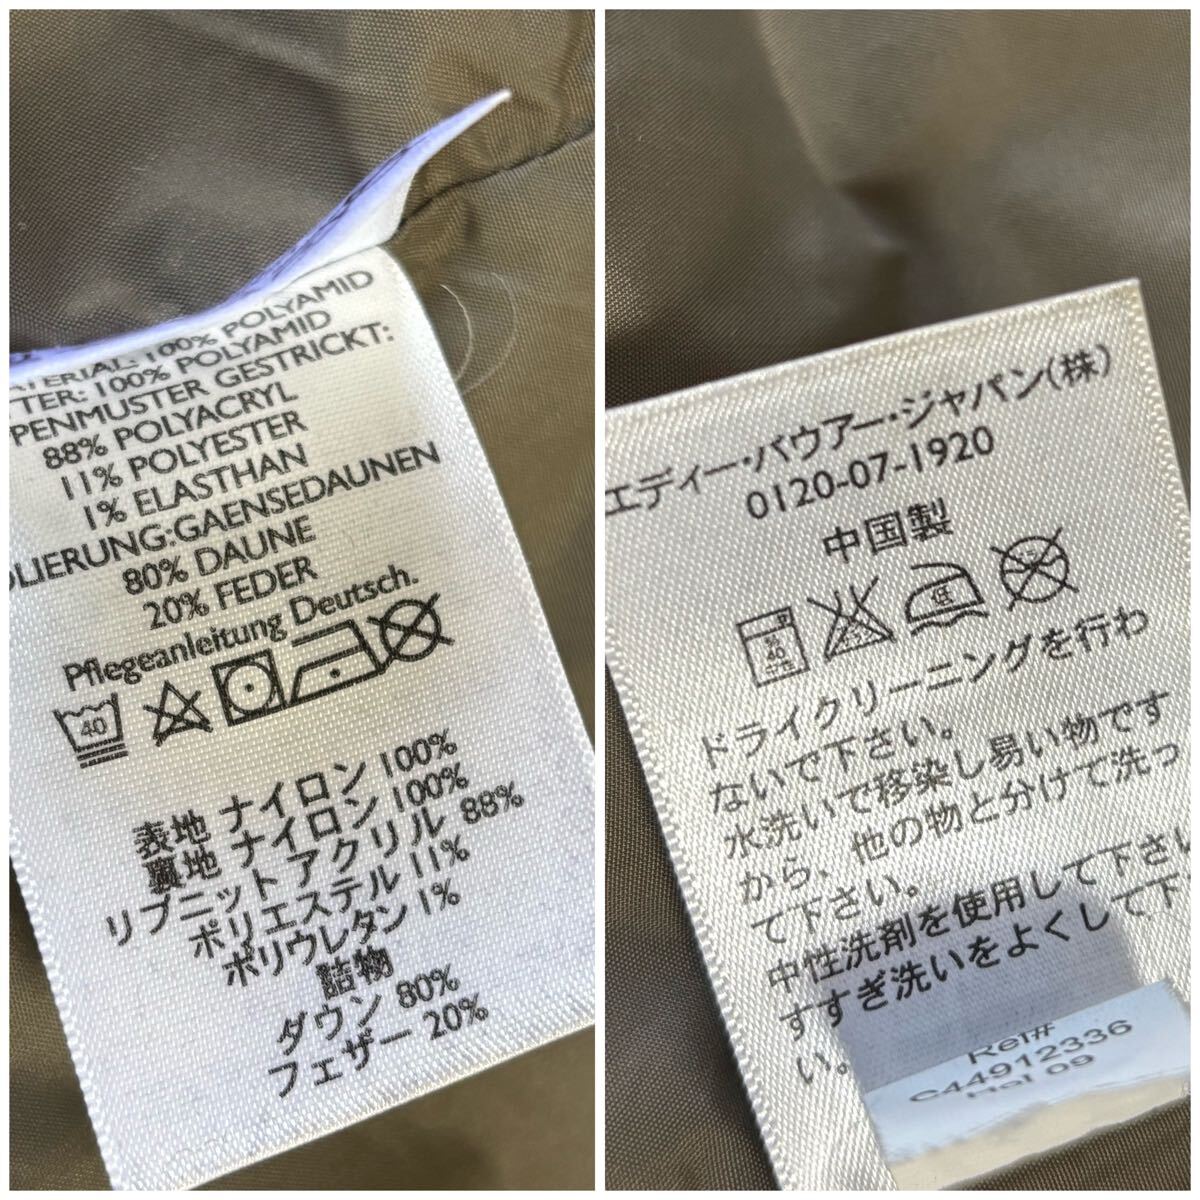 100% POLYAMID
100% POLYAMID
GESTRICKT:
88% POLYACRYL
11% POLYESTER
1% ELASTHAN
80% DAUNE
20% FEDER
Pflegeanleitung Deutsch.
40
表地 ナイロン 100%
裏地 ナイロン 100%
リブニット アクリル 88%
ポリエステル 11%
ポリウレタン 1%
詰物
ダウン 80%
フェザー 20%
エディー・バウアー・ジャパン(株)
0120-07-1920
中国製
40
低
ドライクリーニングを行わ
ないで下さい。
水洗いで移染し易い物です
から、他の物と分けて洗っ
て下さい。
中性洗剤を使用して下さい
すすぎ洗いをよくして下さ
い。
Ref#
C44912336